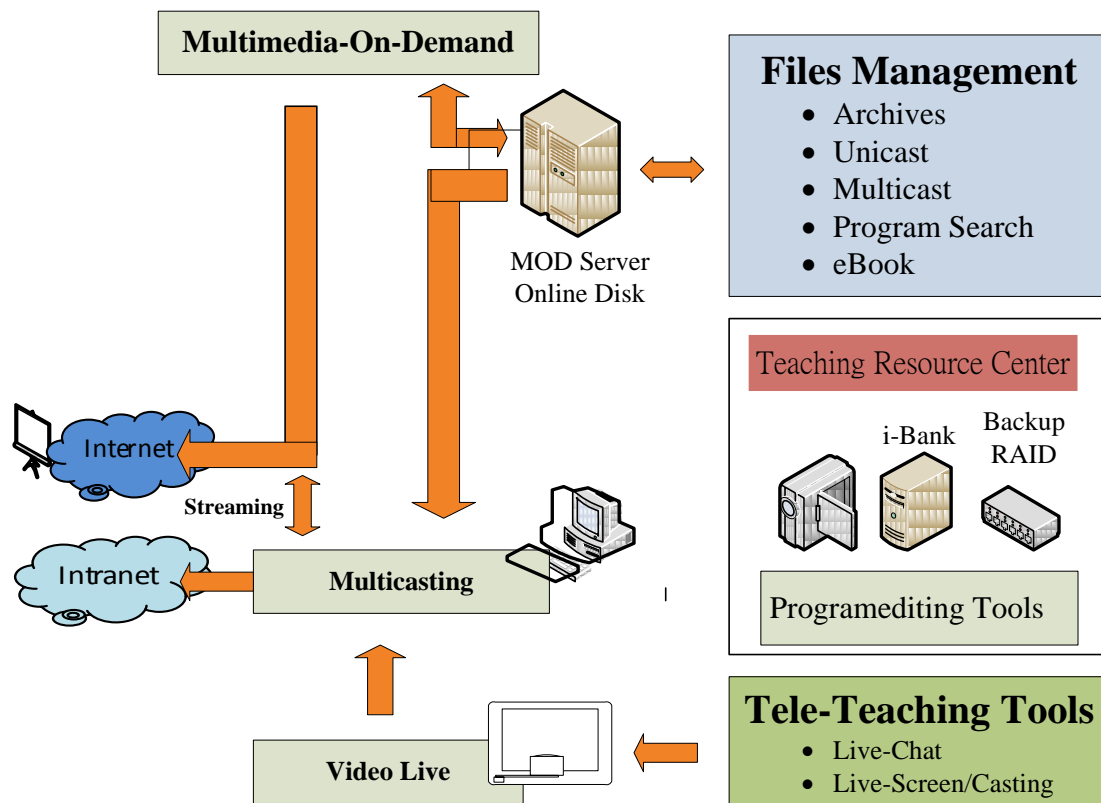 Multimedia-On-Demand
MOD Server
Online Disk
Files Management
• Archives
• Unicast
• Multicast
• Program Search
• eBook
Teaching Resource Center
i-Bank
Backup
RAID
Programediting Tools
Internet
Streaming
Intranet
Multicasting
Video Live
Tele-Teaching Tools
• Live-Chat
• Live-Screen/Casting